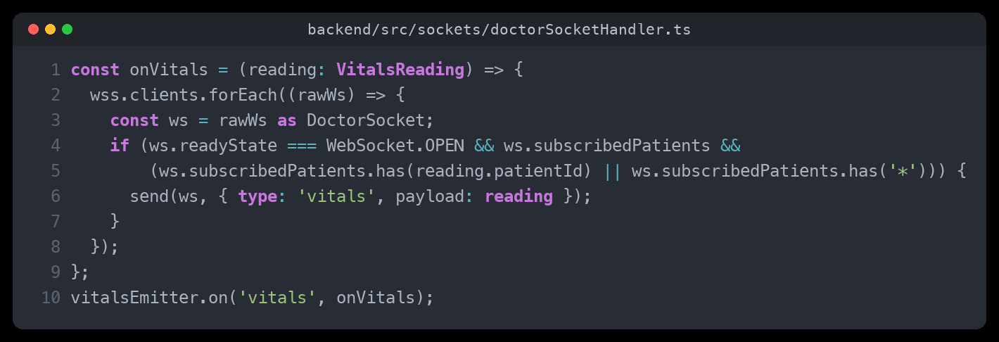 backend/src/sockets/doctorSocketHandler.ts
1 const onVitals = (reading: VitalsReading) => {
2   wss.clients.forEach((rawWs) => {
3     const ws = rawWs as DoctorSocket;
4     if (ws.readyState === WebSocket.OPEN && ws.subscribedPatients &&
5         (ws.subscribedPatients.has(reading.patientId) || ws.subscribedPatients.has('*'))) {
6       send(ws, { type: 'vitals', payload: reading });
7     }
8   });
9 };
10 vitalsEmitter.on('vitals', onVitals);